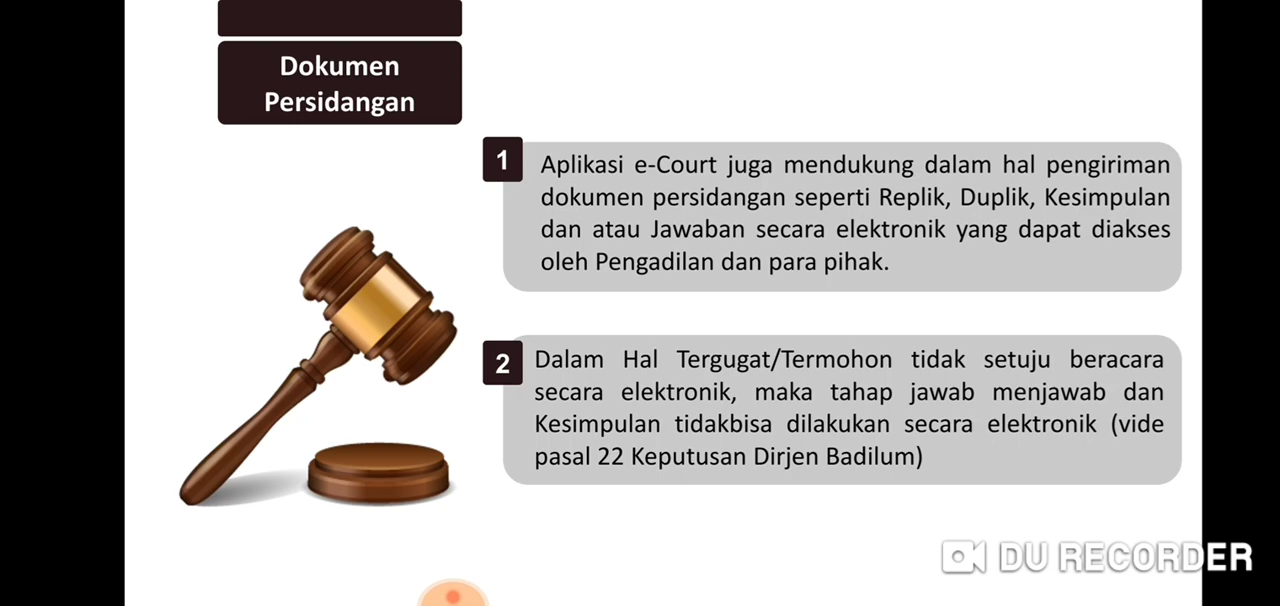 Dokumen
Persidangan
1
Aplikasi e-Court juga mendukung dalam hal pengiriman
dokumen persidangan seperti Replik, Duplik, Kesimpulan
dan atau Jawaban secara elektronik yang dapat diakses
oleh Pengadilan dan para pihak.
2
Dalam Hal Tergugat/Termohon tidak setuju beracara
secara elektronik, maka tahap jawab menjawab dan
Kesimpulan tidakbisa dilakukan secara elektronik (vide
pasal 22 Keputusan Dirjen Badilum)
DU RECORDER